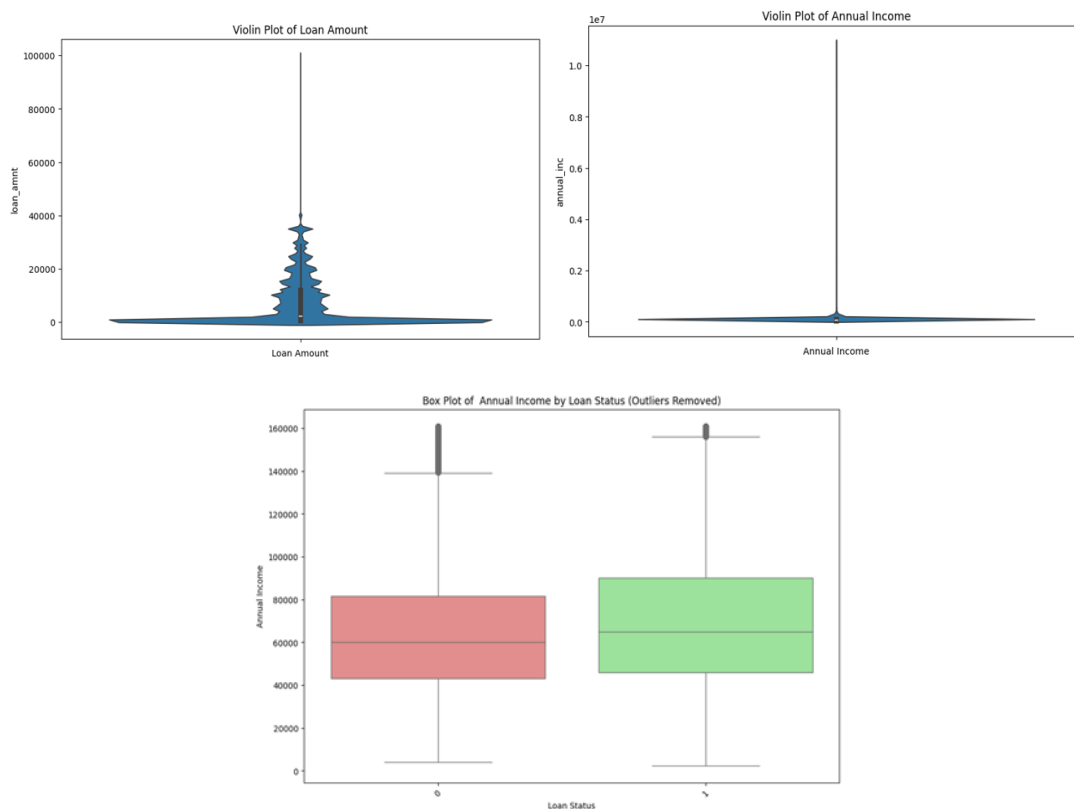 Violin Plot of Loan Amount
100000
80000
60000
40000
20000
0
loan_amnt
Loan Amount
Violin Plot of Annual Income
1e7
1.0
0.8
0.6
0.4
0.2
0.0
annual_inc
Annual Income
Box Plot of  Annual Income by Loan Status (Outliers Removed)
160000
140000
120000
100000
80000
60000
40000
20000
0
Annual Income
0
1
Loan Status